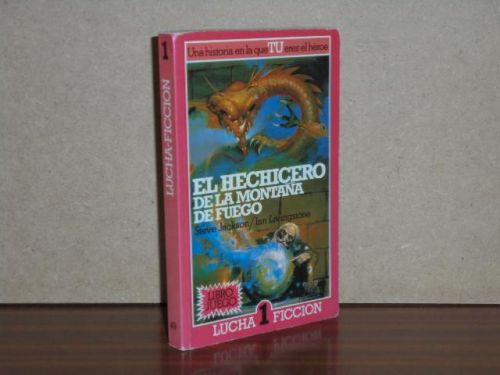 Una historia en la que TU eres el héroe
EL HECHICERO
DE LA MONTAÑA
DE FUEGO
Steve Jackson/Ian Livingstone
LIBRO
JUEGO
LUCHA 1 FICCION
1
LUCHA-FICCION